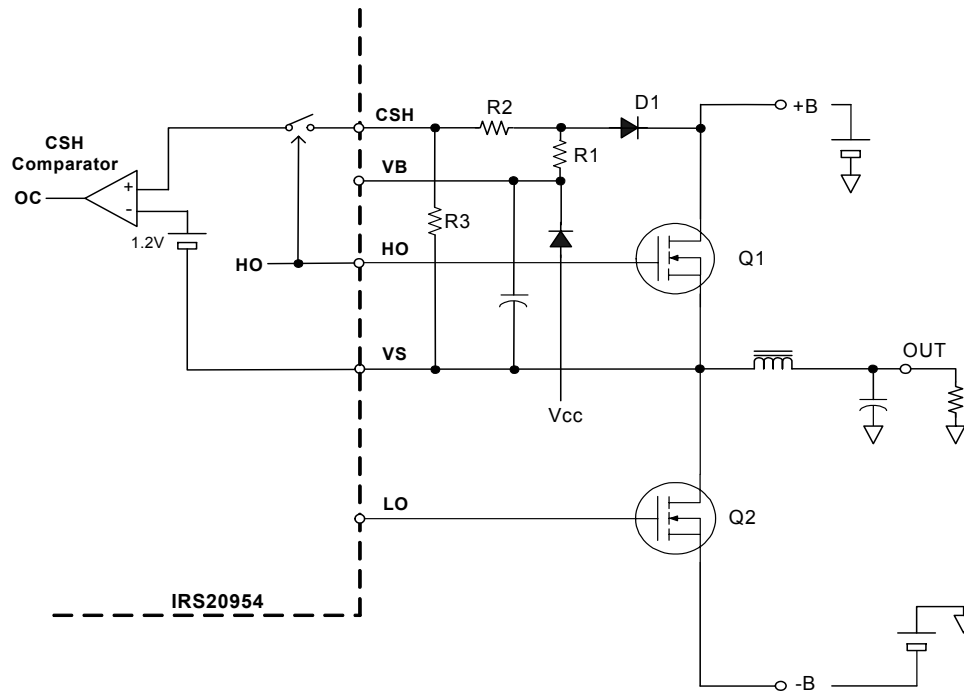 CSH
Comparator
OC
+
-
1.2V
HO
CSH
VB
HO
VS
LO
R2
D1
R1
R3
Vcc
+B
Q1
OUT
Q2
-B
IRS20954